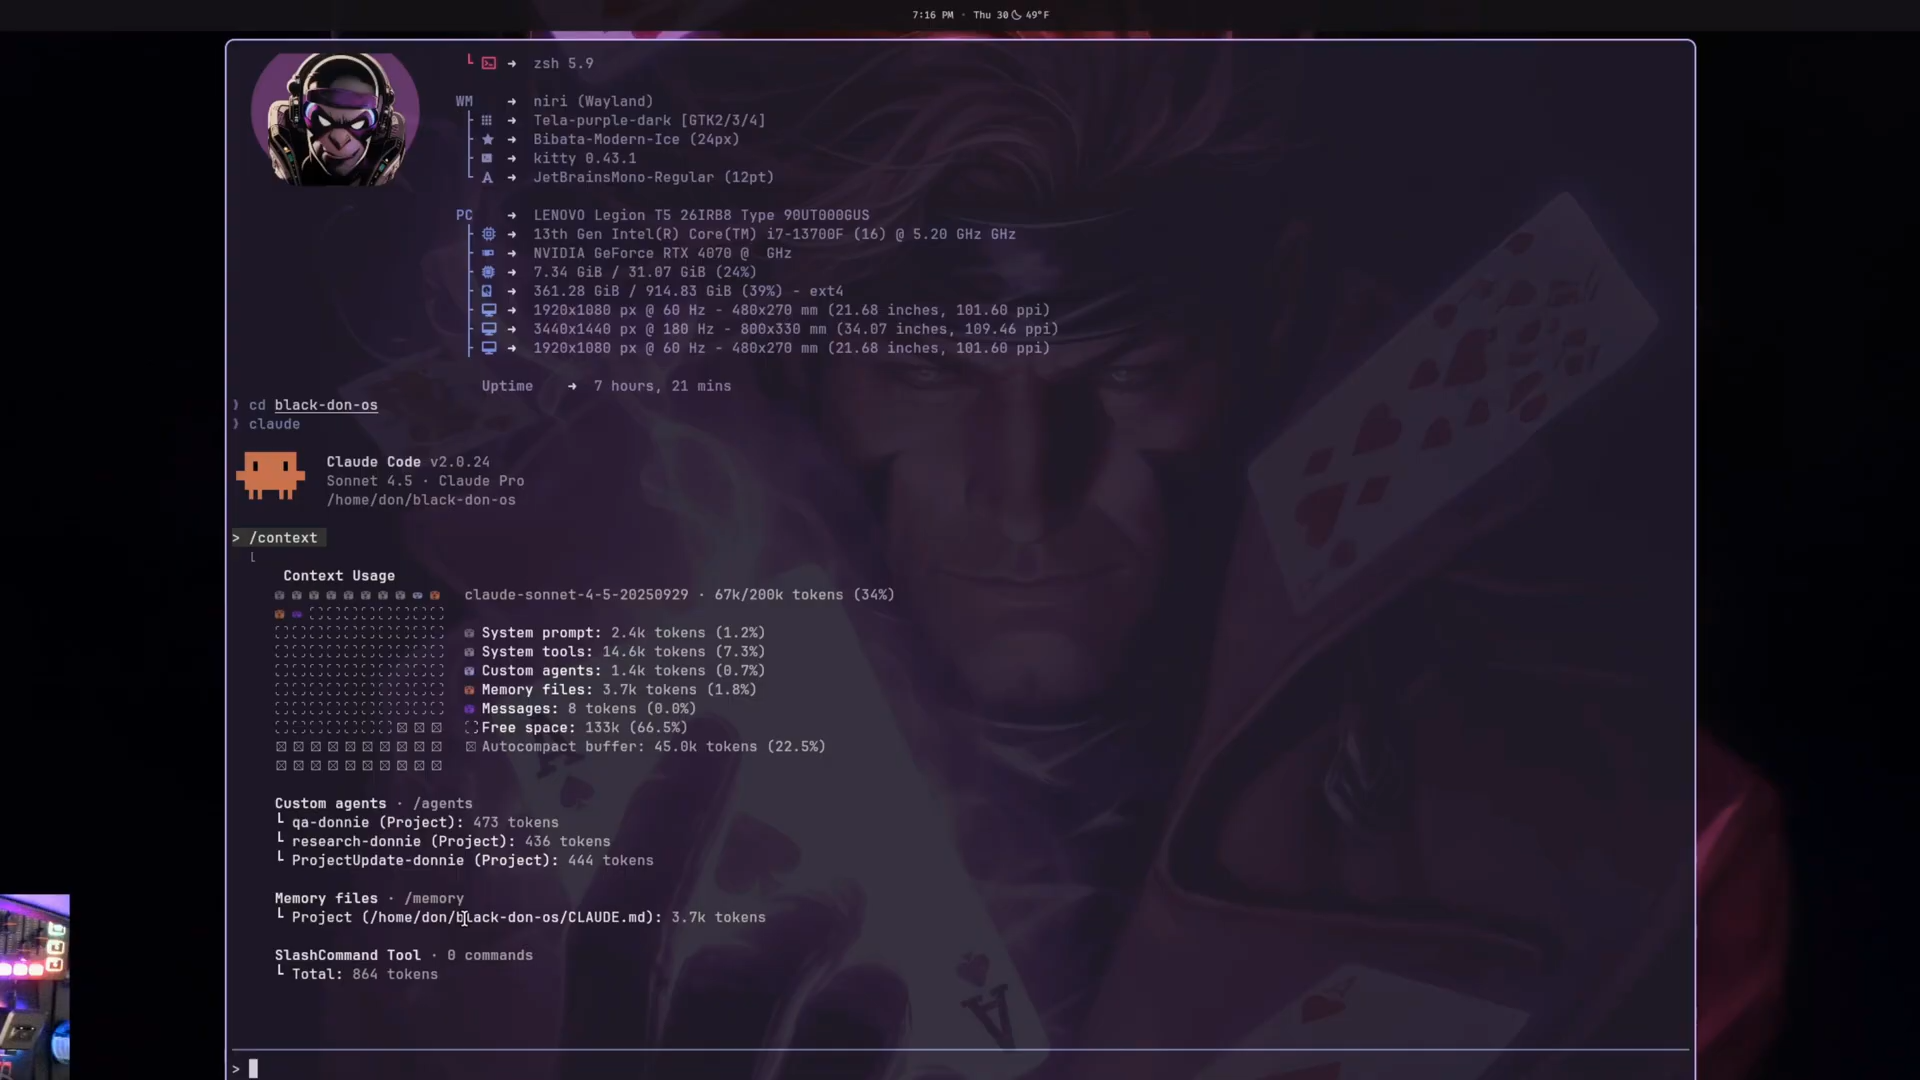 7:16 PM · Thu 30 49°F
zsh 5.9
WM → niri (Wayland)
→ Tela-purple-dark [GTK2/3/4]
→ Bibata-Modern-Ice (24px)
→ kitty 0.43.1
A → JetBrainsMono-Regular (12pt)
PC → LENOVO Legion T5 26IRB8 Type 90UT000GUS
→ 13th Gen Intel(R) Core(TM) i7-13700F (16) @ 5.20 GHz GHz
→ NVIDIA GeForce RTX 4070 @  GHz
→ 7.34 GiB / 31.07 GiB (24%)
→ 361.28 GiB / 914.83 GiB (39%) - ext4
→ 1920x1080 px @ 60 Hz - 480x270 mm (21.68 inches, 101.60 ppi)
→ 3440x1440 px @ 180 Hz - 800x330 mm (34.07 inches, 109.46 ppi)
→ 1920x1080 px @ 60 Hz - 480x270 mm (21.68 inches, 101.60 ppi)
Uptime → 7 hours, 21 mins
❯ cd black-don-os
❯ claude
Claude Code v2.0.24
Sonnet 4.5 · Claude Pro
/home/don/black-don-os
> /context
Context Usage
claude-sonnet-4-5-20250929 · 67k/200k tokens (34%)
System prompt: 2.4k tokens (1.2%)
System tools: 14.6k tokens (7.3%)
Custom agents: 1.4k tokens (0.7%)
Memory files: 3.7k tokens (1.8%)
Messages: 8 tokens (0.0%)
Free space: 133k (66.5%)
Autocompact buffer: 45.0k tokens (22.5%)
Custom agents · /agents
└ qa-donnie (Project): 473 tokens
└ research-donnie (Project): 436 tokens
└ ProjectUpdate-donnie (Project): 444 tokens
Memory files · /memory
└ Project (/home/don/black-don-os/CLAUDE.md): 3.7k tokens
SlashCommand Tool · 0 commands
└ Total: 864 tokens
>
A
A